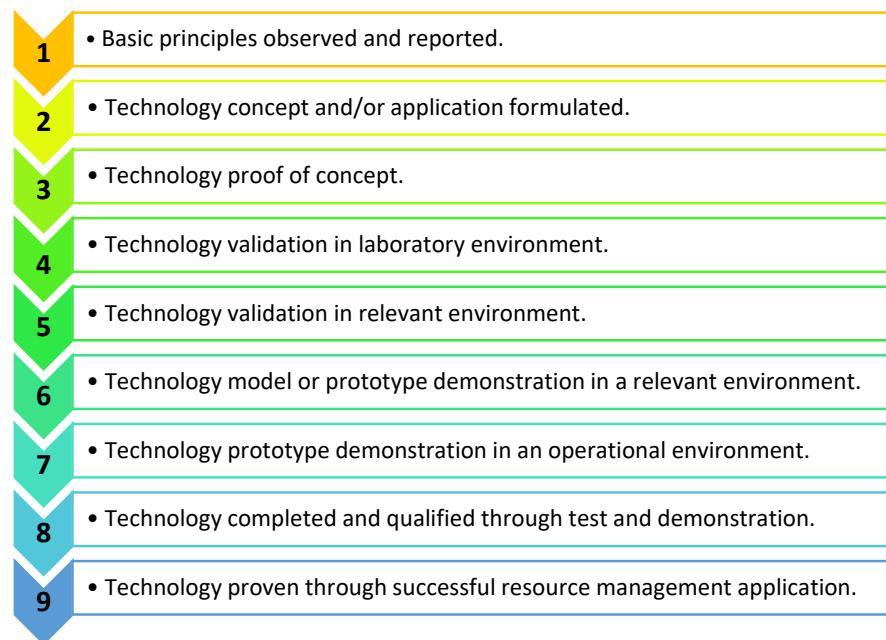 1
• Basic principles observed and reported.
2
• Technology concept and/or application formulated.
3
• Technology proof of concept.
4
• Technology validation in laboratory environment.
5
• Technology validation in relevant environment.
6
• Technology model or prototype demonstration in a relevant environment.
7
• Technology prototype demonstration in an operational environment.
8
• Technology completed and qualified through test and demonstration.
9
• Technology proven through successful resource management application.